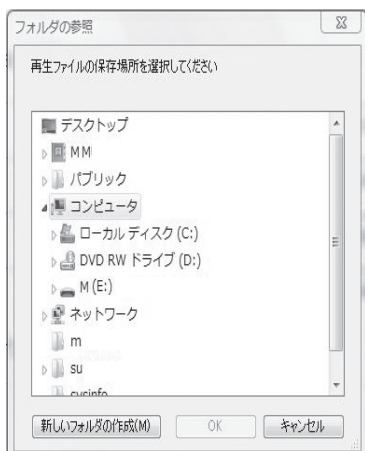 フォルダの参照
再生ファイルの保存場所を選択してください
デスクトップ
MM
パブリック
コンピュータ
ローカル ディスク (C:)
DVD RW ドライブ (D:)
M (E:)
ネットワーク
m
su
sysinfo
新しいフォルダの作成(M) OK キャンセル